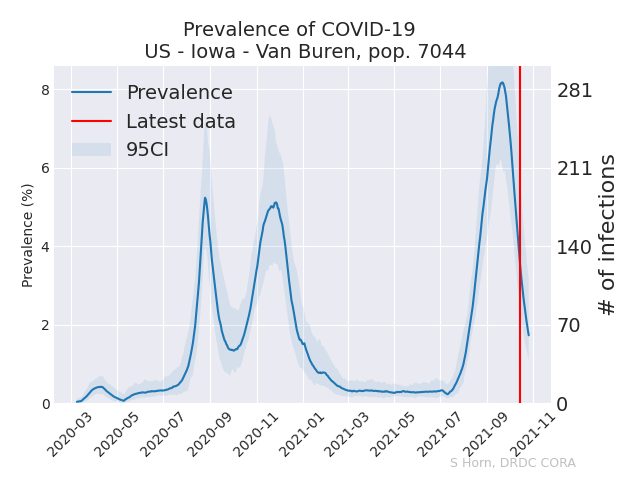 Prevalence of COVID-19
US - Iowa - Van Buren, pop. 7044
Prevalence
Latest data
95CI
Prevalence (%)
8
6
4
2
0
281
211
140
70
0
# of infections
2020-03
2020-05
2020-07
2020-09
2020-11
2021-01
2021-03
2021-05
2021-07
2021-09
2021-11
S Horn, DRDC CORA